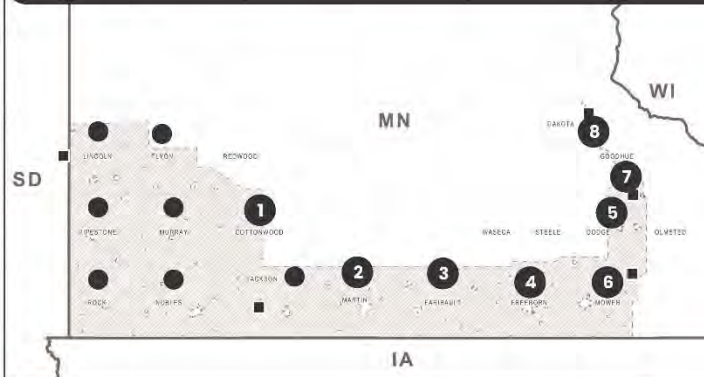 WI
MN
DAKOTA
8
GOODHUE
LINCOLN
LYON
REDWOOD
7
SD
1
5
PIPESTONE
MURRAY
COTTONWOOD
WASECA
STEELE
DODGE
OLMSTED
JACKSON
2
3
4
6
ROCK
NOBLES
MARTIN
FARIBAULT
FREEBORN
MOWER
IA